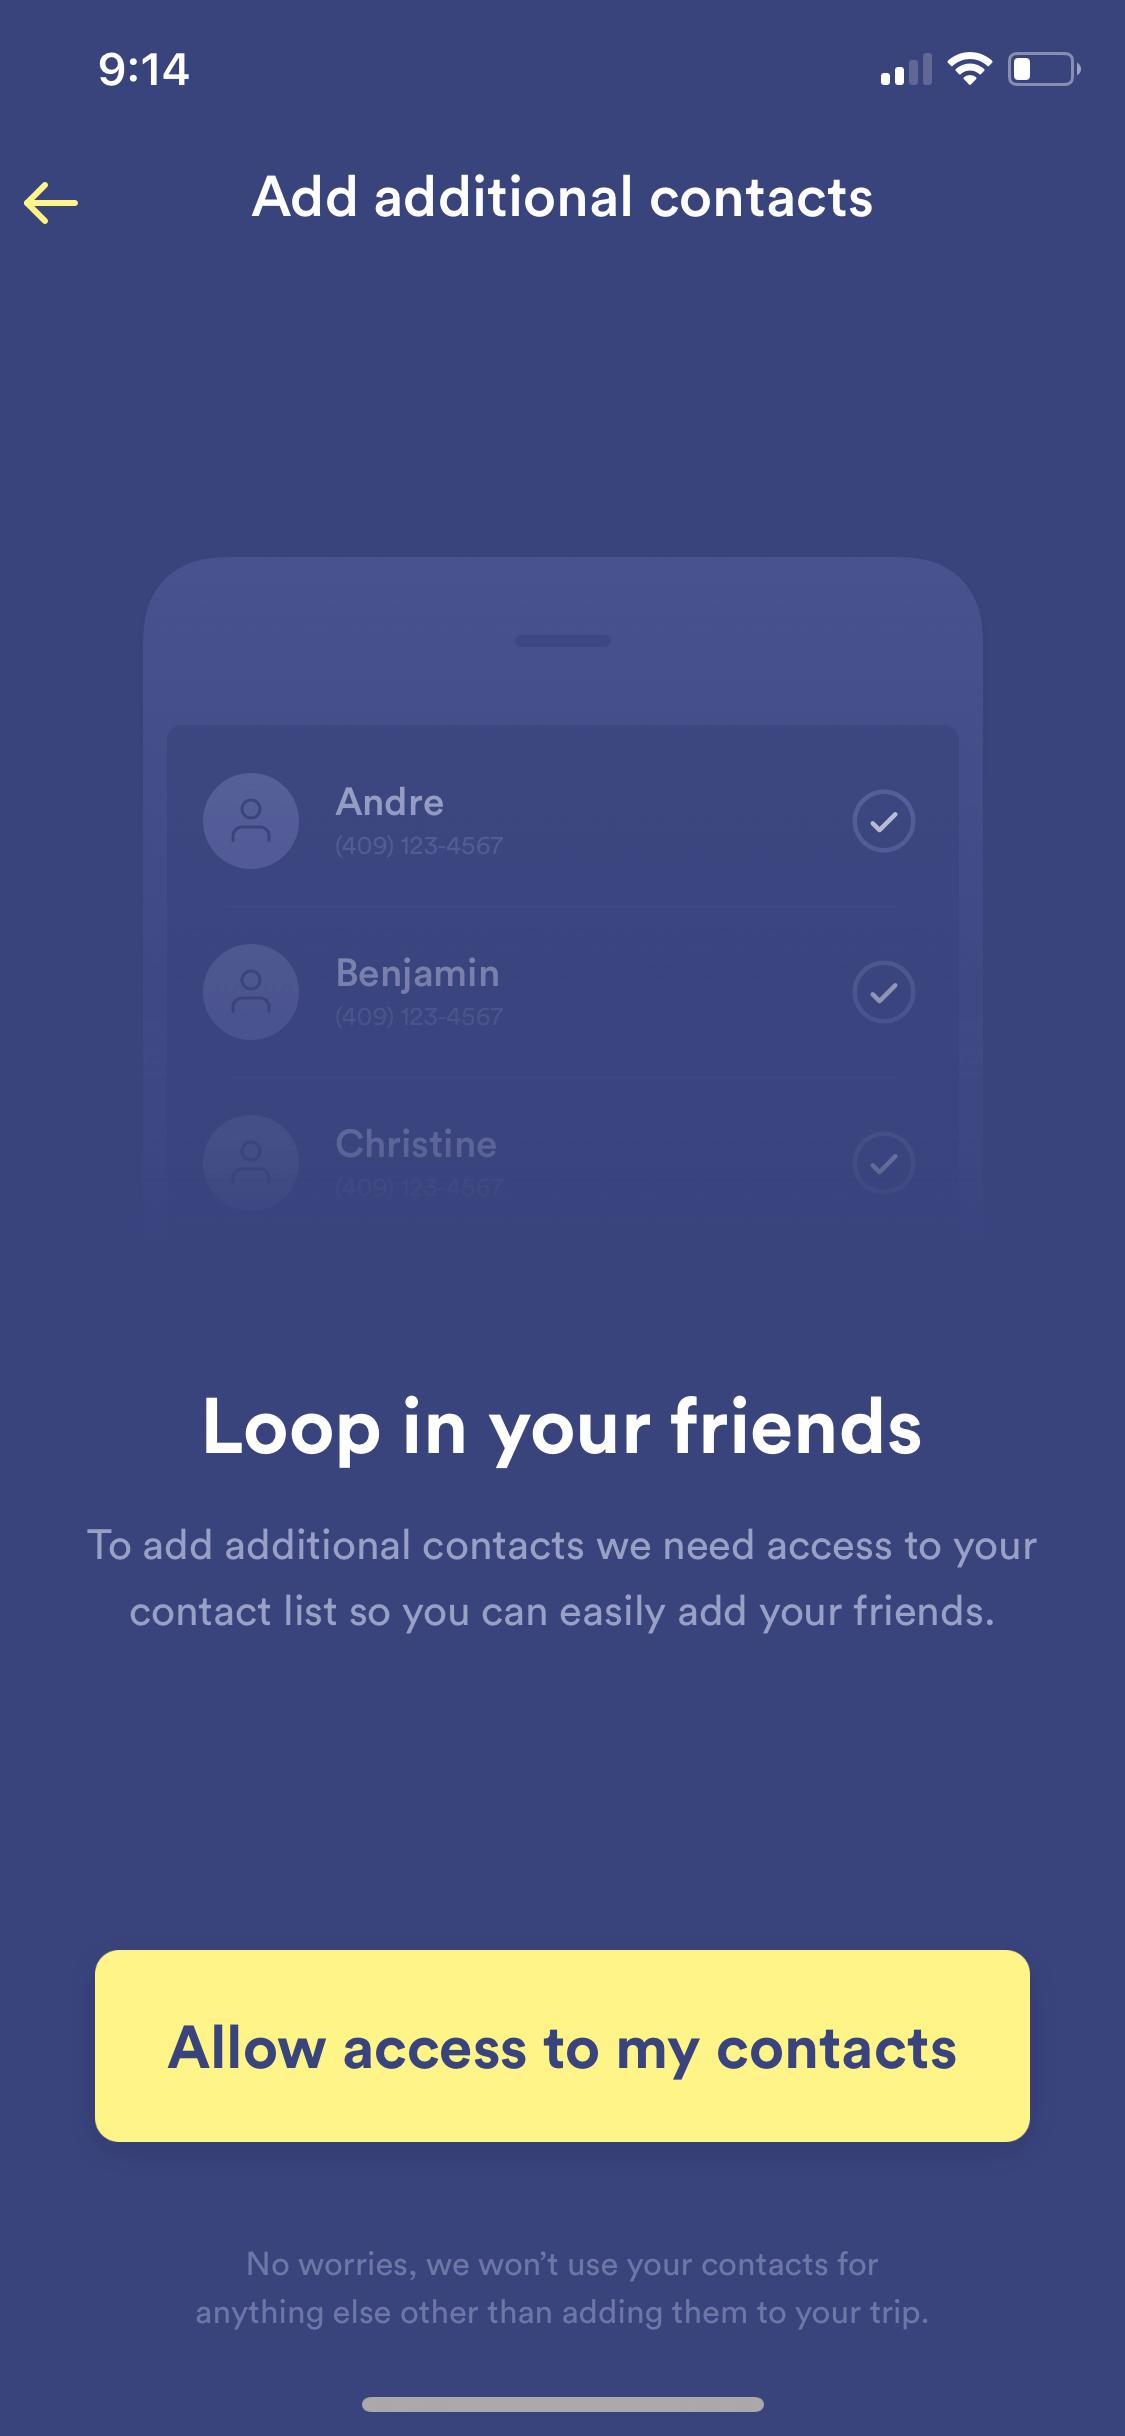 9:14
Add additional contacts
Andre
(409) 123-4567
Benjamin
(409) 123-4567
Christine
(409) 123-4567
Loop in your friends
To add additional contacts we need access to your
contact list so you can easily add your friends.
Allow access to my contacts
No worries, we won’t use your contacts for
anything else other than adding them to your trip.